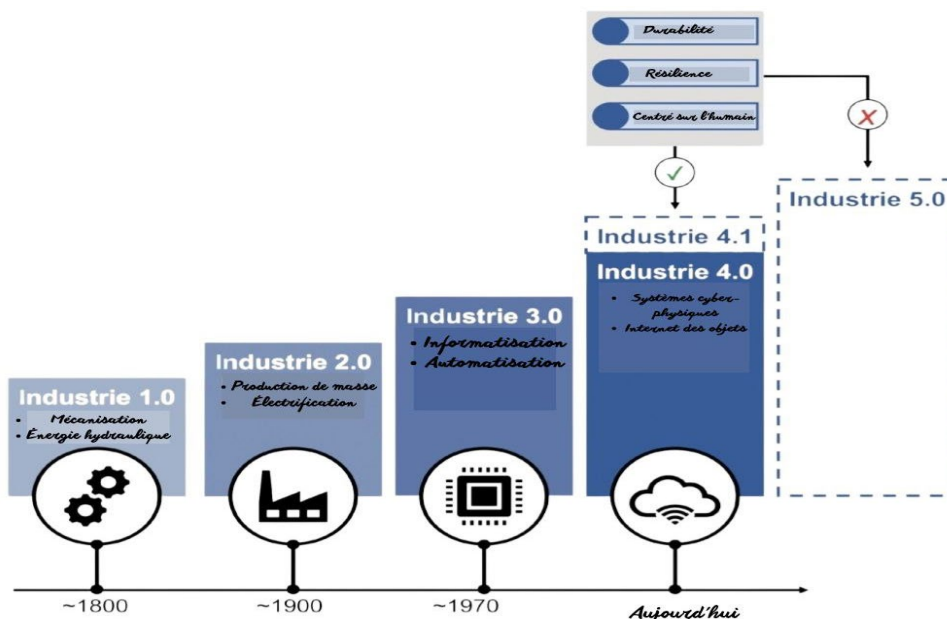 Durabilité
Résilience
Centré sur l'humain
✓
X
Industrie 5.0
Industrie 4.1
Industrie 4.0
• Systèmes cyber-
physiques
• Internet des objets
Industrie 3.0
• Informatisation
• Automatisation
Industrie 2.0
• Production de masse
• Électrification
Industrie 1.0
• Mécanisation
• Énergie hydraulique
~1800
~1900
~1970
Aujourd'hui